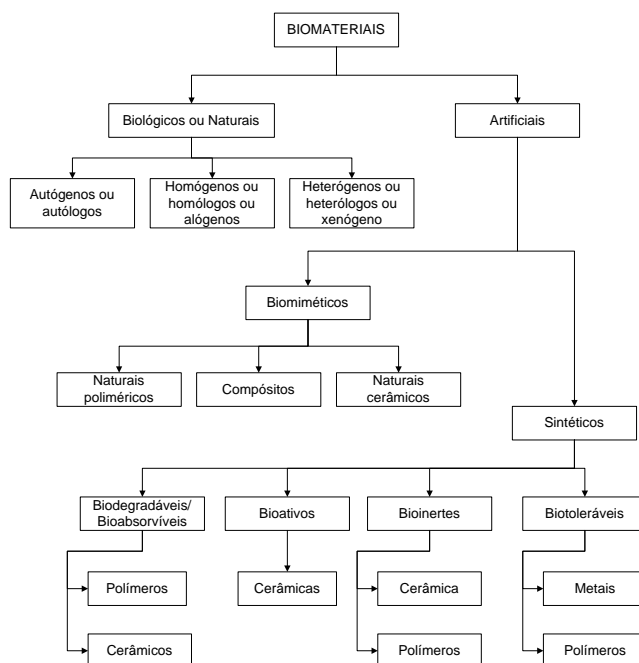 BIOMATERIAIS
Biológicos ou Naturais
Artificiais
Autógenos ou
autólogos
Homógenos ou
homólogos ou
alógenos
Heterógenos ou
heterólogos ou
xenógeno
Biomiméticos
Naturais
poliméricos
Compósitos
Naturais
cerâmicos
Sintéticos
Biodegradáveis/
Bioabsorvíveis
Bioativos
Bioinertes
Biotoleráveis
Polímeros
Cerâmicas
Cerâmica
Metais
Cerâmicos
Polímeros
Polímeros